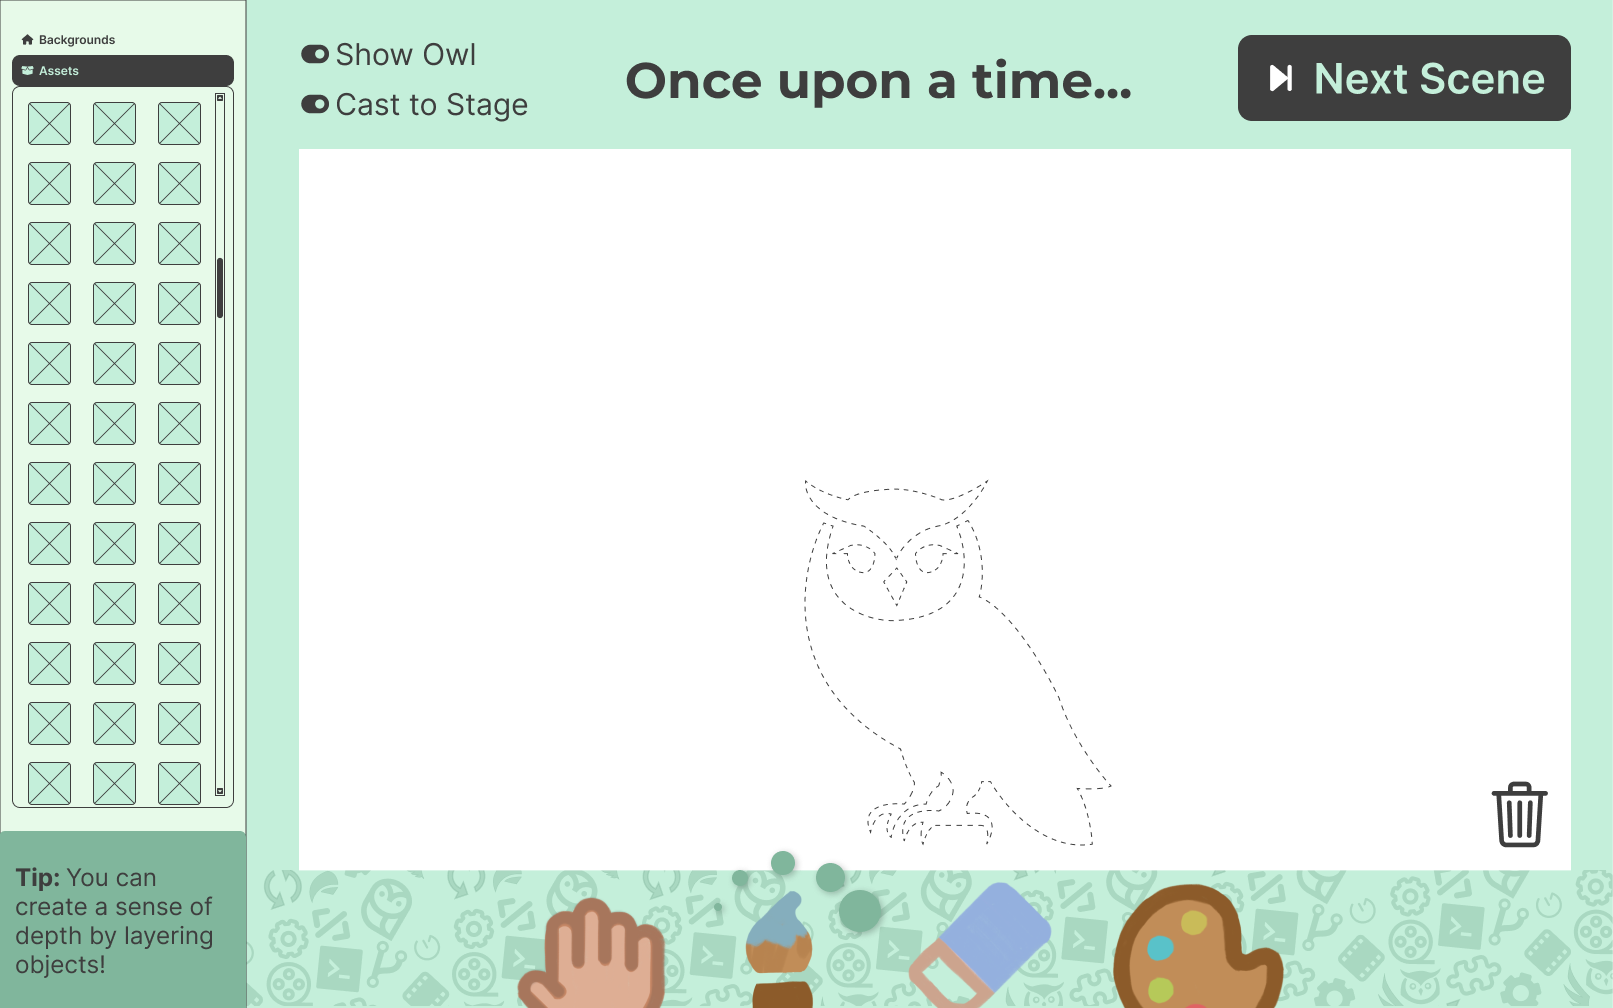 Backgrounds
Assets
Show Owl
Cast to Stage
Once upon a time...
Next Scene
Tip: You can
create a sense of
depth by layering
objects!